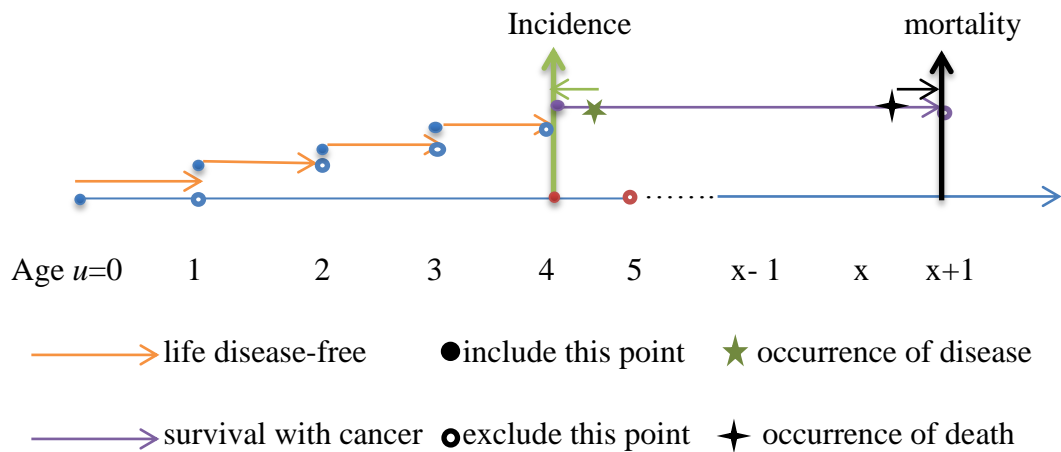 Incidence mortality
Age u=0 1 2 3 4 5 x- 1 x x+1
life disease-free include this point occurrence of disease
survival with cancer exclude this point occurrence of death